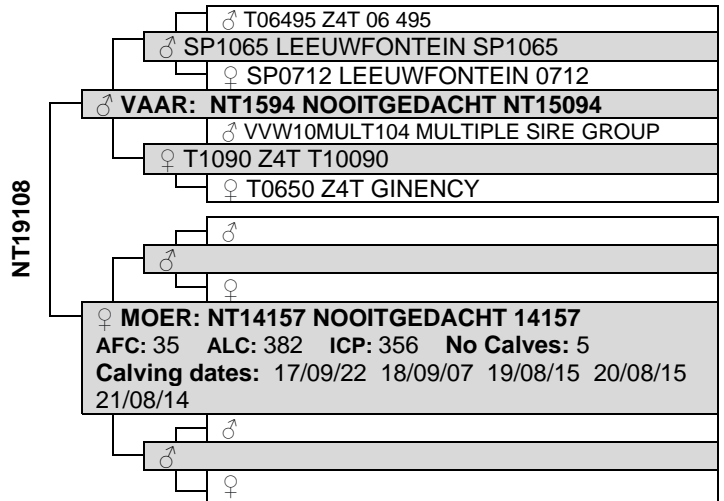 ♂ T06495 Z4T 06 495
♂ SP1065 LEEUWFONTEIN SP1065
♀ SP0712 LEEUWFONTEIN 0712
♂ VAAR: NT1594 NOOITGEDACHT NT15094
♂ VVW10MULT104 MULTIPLE SIRE GROUP
♀ T1090 Z4T T10090
♀ T0650 Z4T GINENCY
NT19108
♂
♂
♀
♀ MOER: NT14157 NOOITGEDACHT 14157
AFC: 35 ALC: 382 ICP: 356 No Calves: 5
Calving dates: 17/09/22 18/09/07 19/08/15 20/08/15
21/08/14
♂
♂
♀